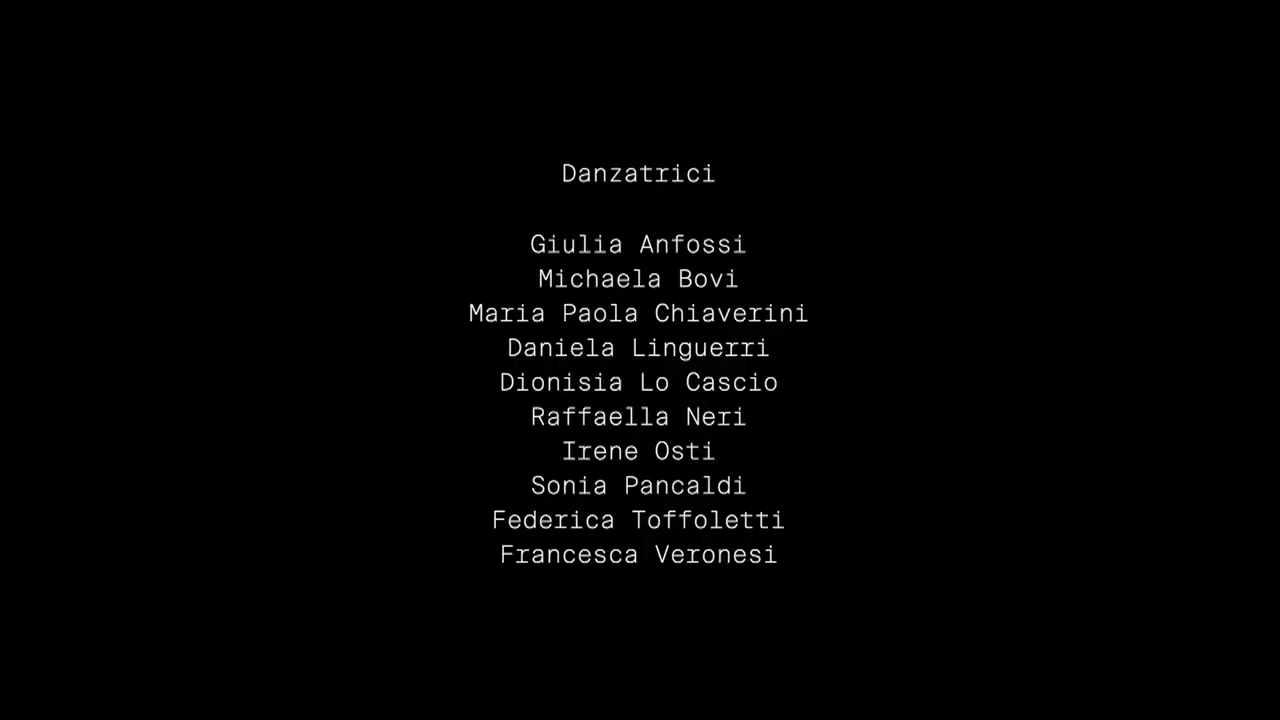 Danzatrici
Giulia Anfossi
Michaela Bovi
Maria Paola Chiaverini
Daniela Linguerri
Dionisia Lo Cascio
Raffaella Neri
Irene Osti
Sonia Pancaldi
Federica Toffoletti
Francesca Veronesi